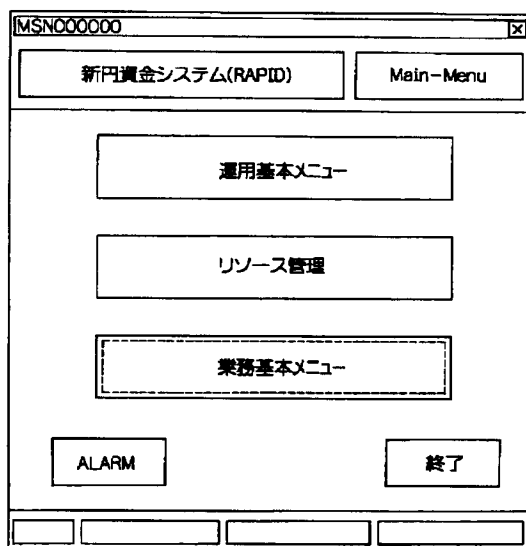 MSN000000
新円資金システム(RAPID)
Main-Menu
運用基本メニュー
リソース管理
業務基本メニュー
ALARM
終了